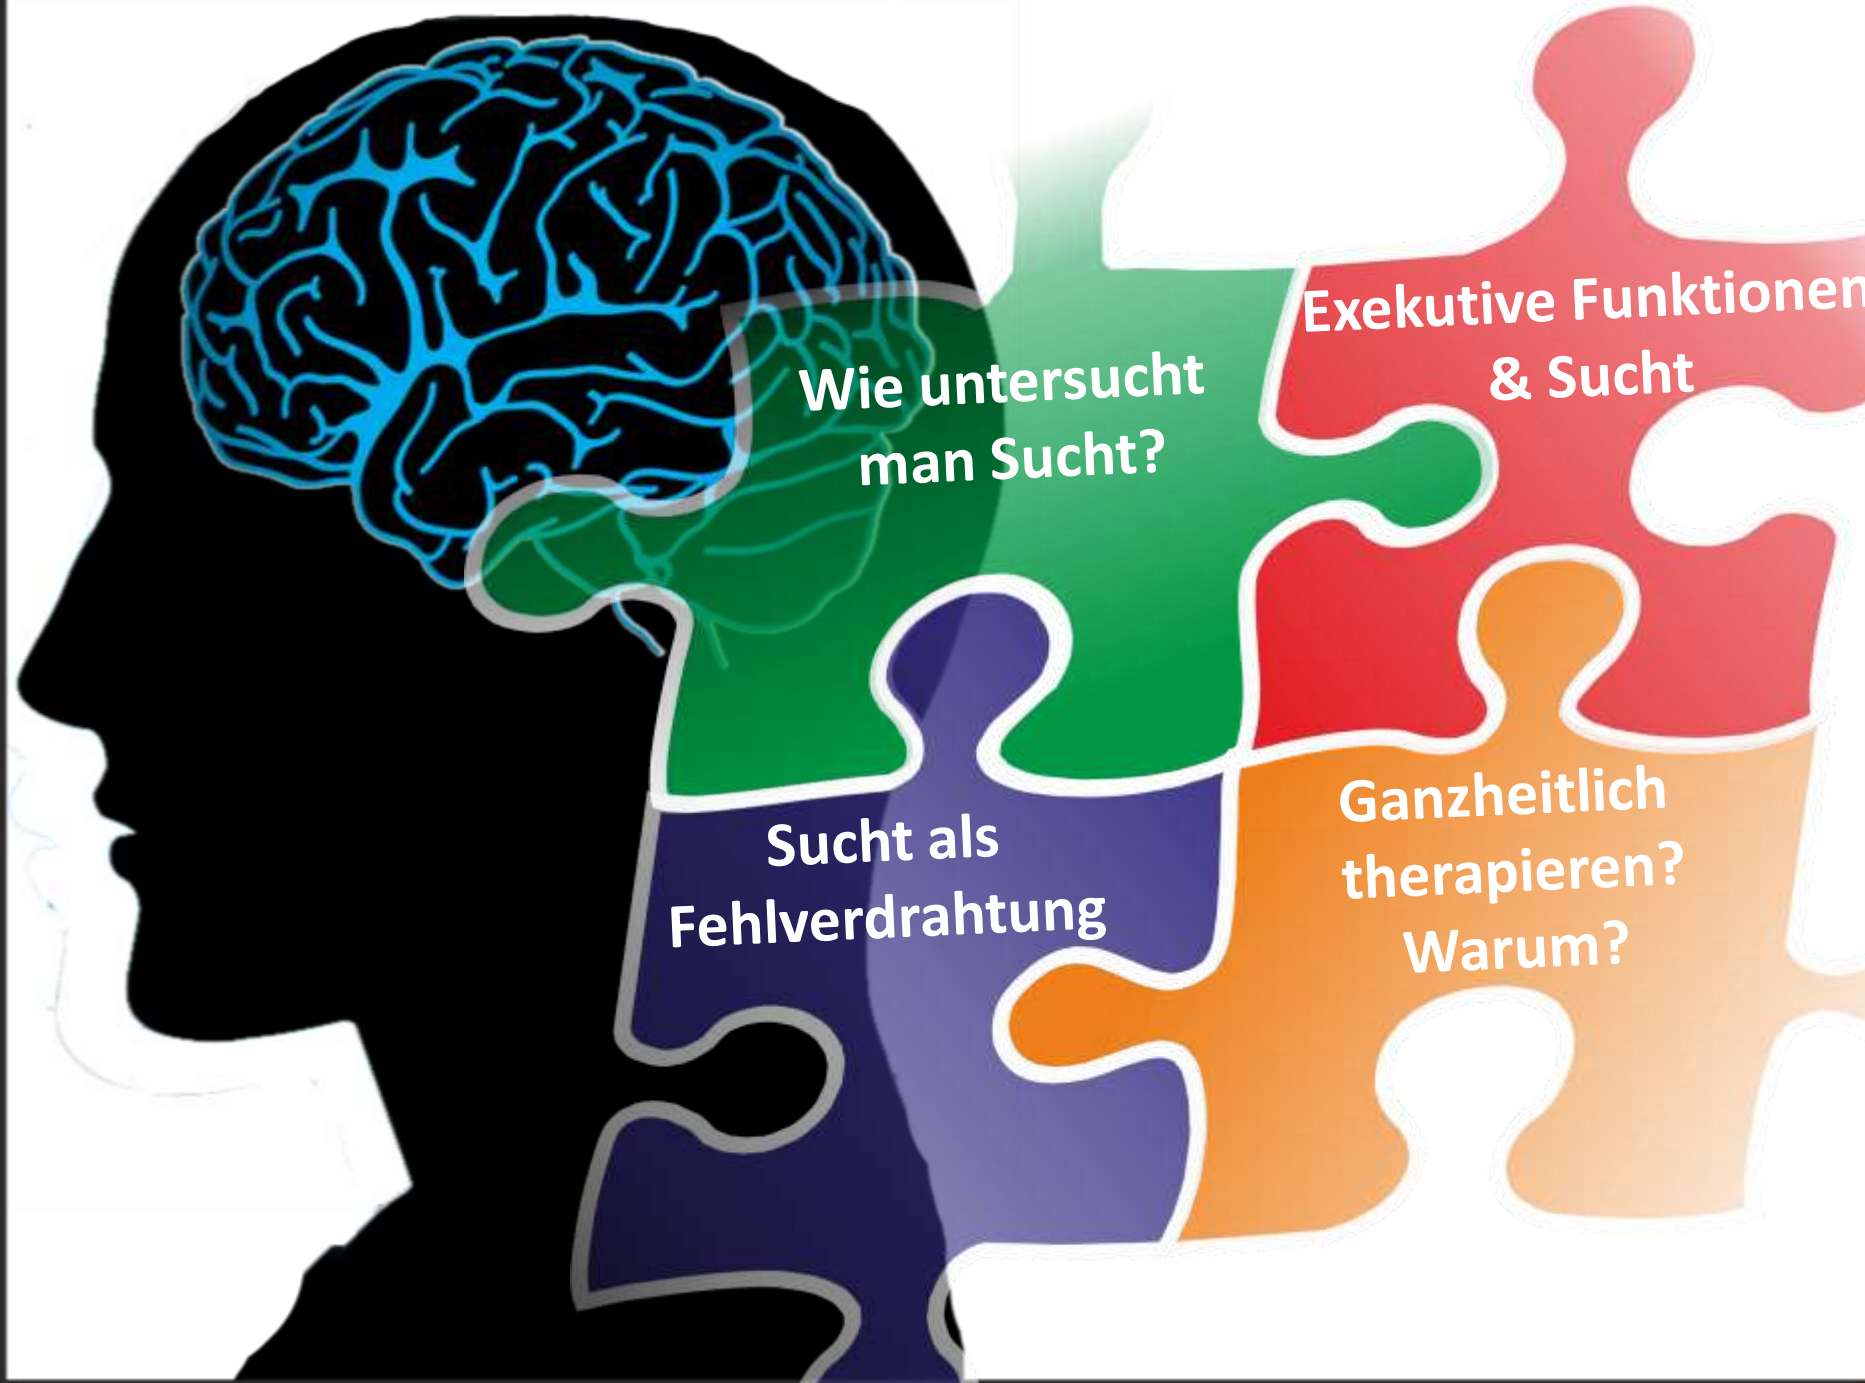 Wie untersucht
man Sucht?
Exekutive Funktionen
& Sucht
Sucht als
Fehlverdrahtung
Ganzheitlich
therapieren?
Warum?